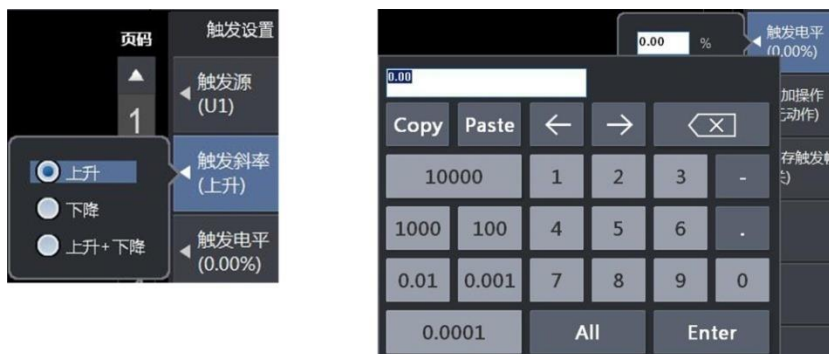 页码
触发设置
1
触发源
(U1)
上升
下降
上升+下降
触发斜率
(上升)
触发电平
(0.00%)
0.00 %
触发电平
(0.00%)
加操作
动作)
存触发
0.00
Copy Paste ← →
10000 1 2 3 -
1000 100 4 5 6 .
0.01 0.001 7 8 9 0
0.0001 All Enter